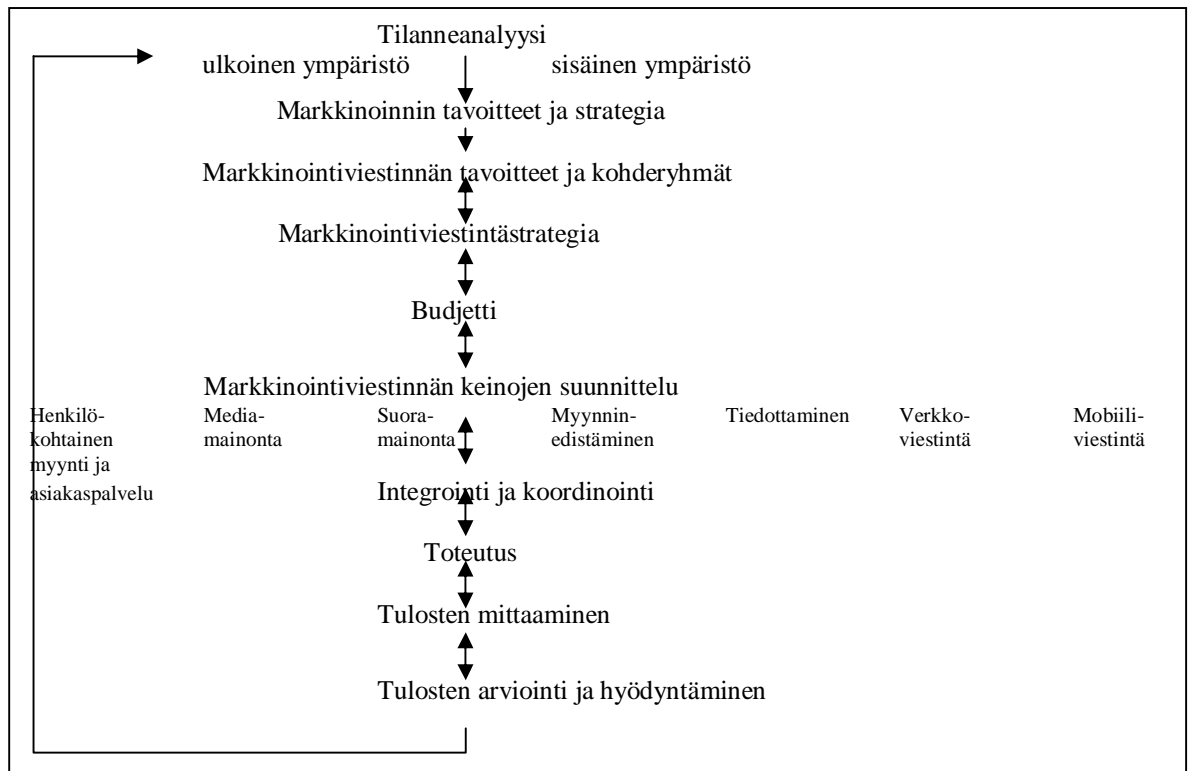 Tilanneanalyysi
ulkoinen ympäristö sisäinen ympäristö
Markkinoinnin tavoitteet ja strategia
Markkinointiviestinnän tavoitteet ja kohderyhmät
Markkinointiviestintästrategia
Budjetti
Markkinointiviestinnän keinojen suunnittelu
Henkilö- Media- Suora- Myynnin- Tiedottaminen Verkko- Mobiili-
kohtainen mainonta mainonta edistäminen viestintä viestintä
myynti ja
asiakaspalvelu Integrointi ja koordinointi
Toteutus
Tulosten mittaaminen
Tulosten arviointi ja hyödyntäminen